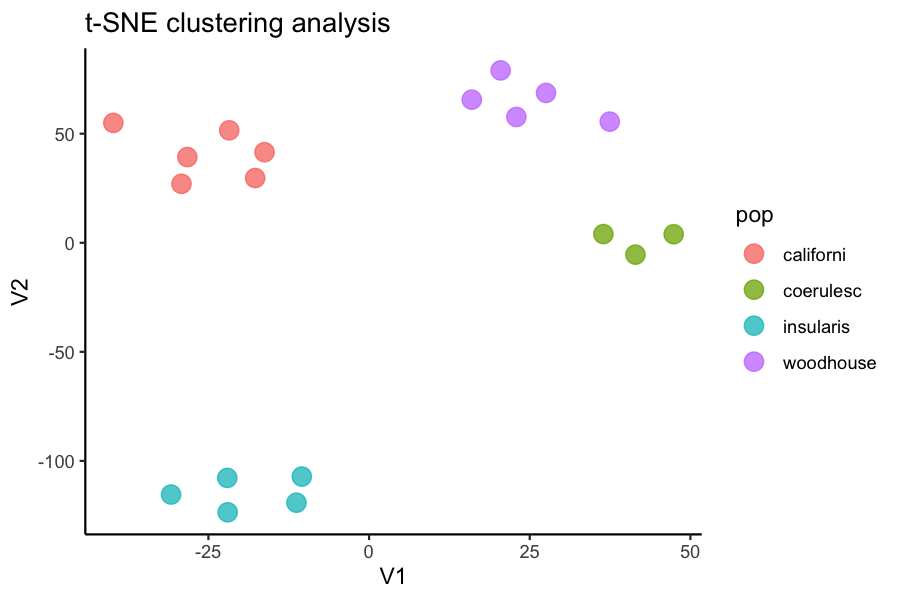 t-SNE clustering analysis
V2
50
0
-50
-100
-25
0
25
50
V1
pop
californi
coerulesc
insularis
woodhouse